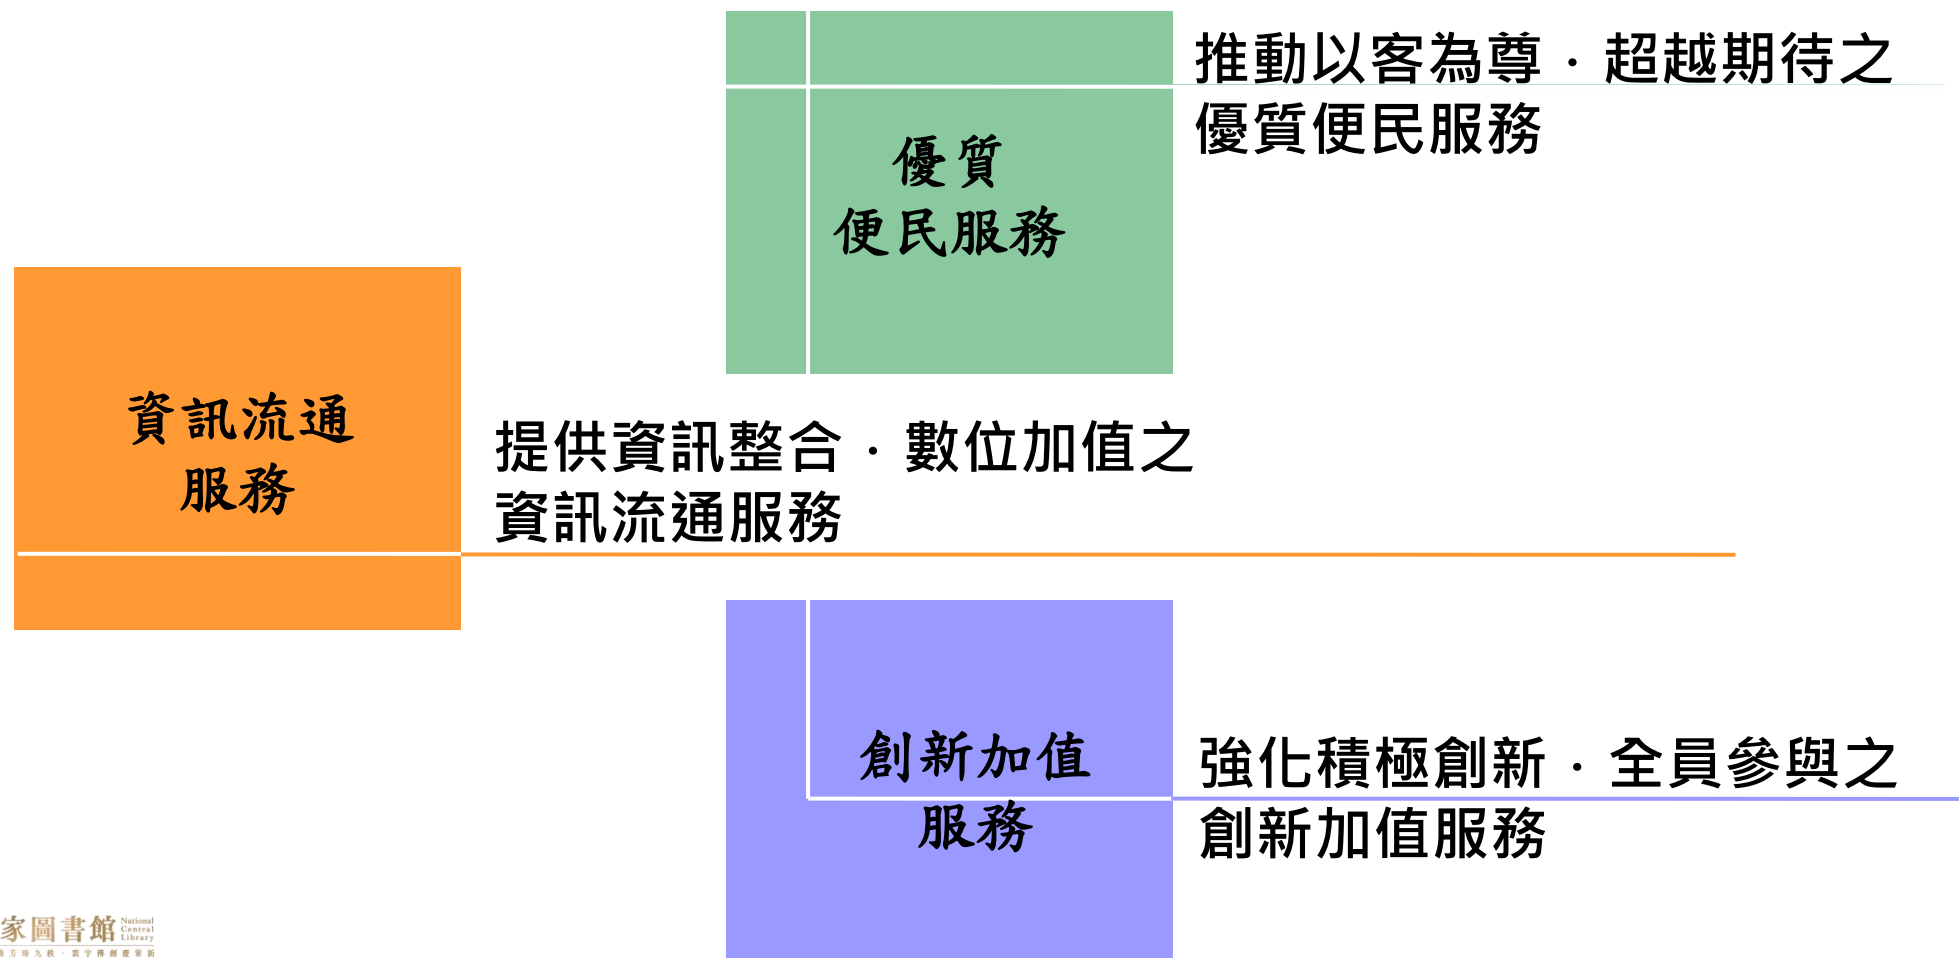 優質
便民服務
推動以客為尊．超越期待之
優質便民服務
資訊流通
服務
提供資訊整合．數位加值之
資訊流通服務
創新加值
服務
強化積極創新．全員參與之
創新加值服務
家圖書館
National
Central
Library